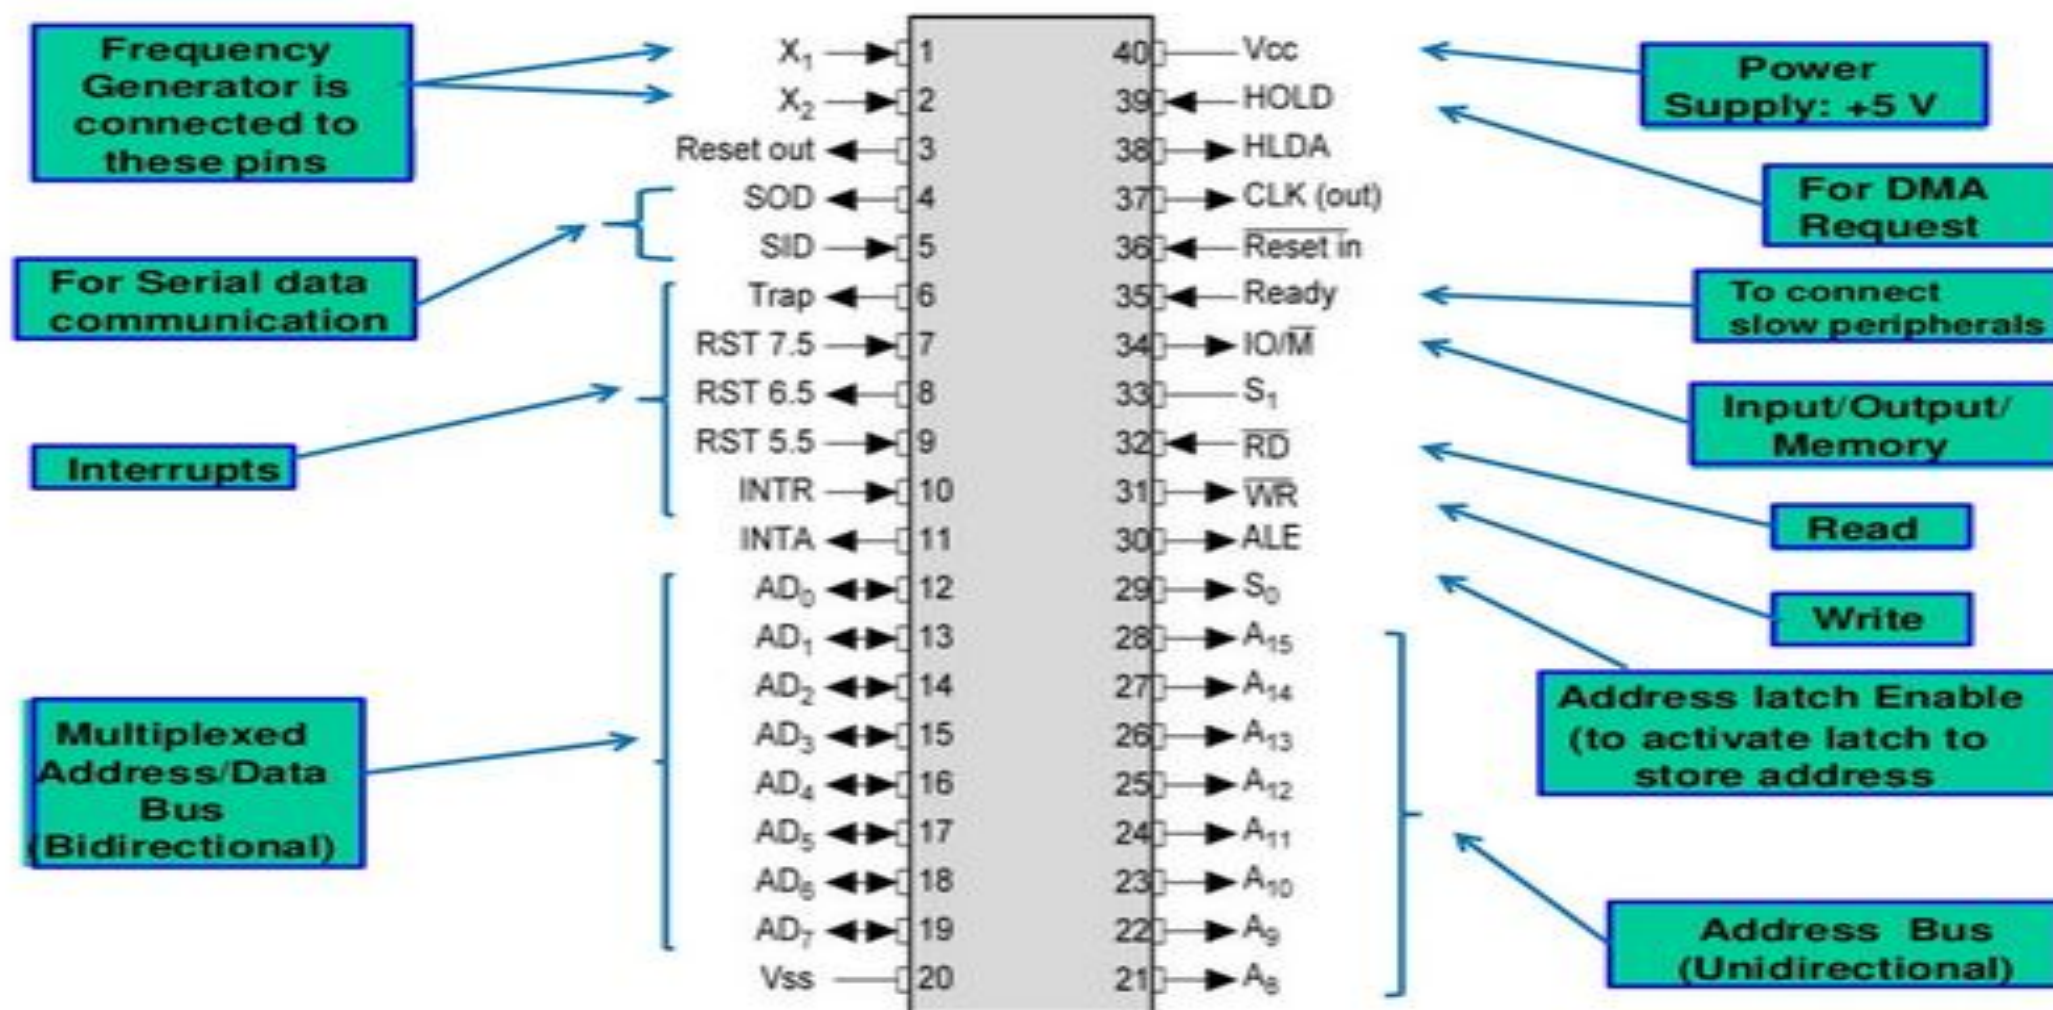 Frequency
Generator is
connected to
these pins
For Serial data
communication
Interrupts
Multiplexed
Address/Data
Bus
(Bidirectional)
X1 1
X2 2
Reset out 3
SOD 4
SID 5
Trap 6
RST 7.5 7
RST 6.5 8
RST 5.5 9
INTR 10
INTA 11
AD0 12
AD1 13
AD2 14
AD3 15
AD4 16
AD5 17
AD6 18
AD7 19
Vss 20
40 Vcc
39 HOLD
38 HLDA
37 CLK (out)
36 Reset in
35 Ready
34 IO/M
33 S1
32 RD
31 WR
30 ALE
29 S0
28 A15
27 A14
26 A13
25 A12
24 A11
23 A10
22 A9
21 A8
Power
Supply: +5 V
For DMA
Request
To connect
slow peripherals
Input/Output/
Memory
Read
Write
Address latch Enable
(to activate latch to
store address
Address Bus
(Unidirectional)